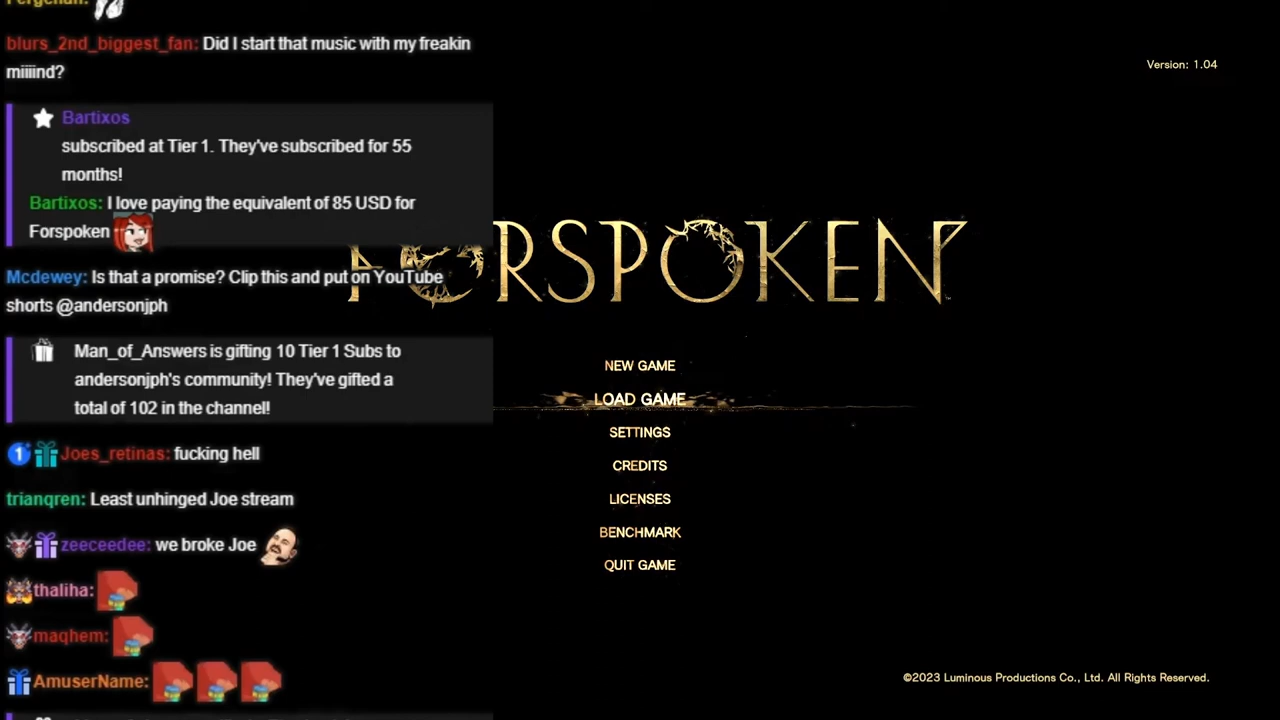 blurs_2nd_biggest_fan: Did I start that music with my freakin
miiiind?
Bartixos
subscribed at Tier 1. They've subscribed for 55
months!
Bartixos: I love paying the equivalent of 85 USD for
Forspoken
Mcdewey: Is that a promise? Clip this and put on YouTube
shorts @andersonjph
Man_of_Answers is gifting 10 Tier 1 Subs to
andersonjph's community! They've gifted a
total of 102 in the channel!
1 Joes_retinas: fucking hell
trianqren: Least unhinged Joe stream
zeeceedee: we broke Joe
thaliha:
maqhem:
AmuserName:
Version: 1.04
FORSPOKEN
NEW GAME
LOAD GAME
SETTINGS
CREDITS
LICENSES
BENCHMARK
QUIT GAME
©2023 Luminous Productions Co., Ltd. All Rights Reserved.